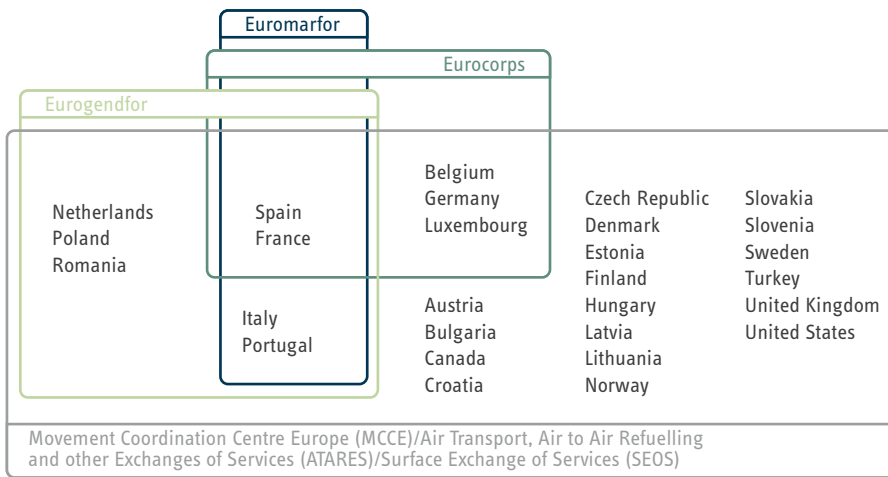 Euromarfor
Eurocorps
Eurogendfor
Netherlands
Poland
Romania
Spain
France
Italy
Portugal
Belgium
Germany
Luxembourg
Austria
Bulgaria
Canada
Croatia
Czech Republic
Denmark
Estonia
Finland
Hungary
Latvia
Lithuania
Norway
Slovakia
Slovenia
Sweden
Turkey
United Kingdom
United States
Movement Coordination Centre Europe (MCCE)/Air Transport, Air to Air Refuelling
and other Exchanges of Services (ATARES)/Surface Exchange of Services (SEOS)